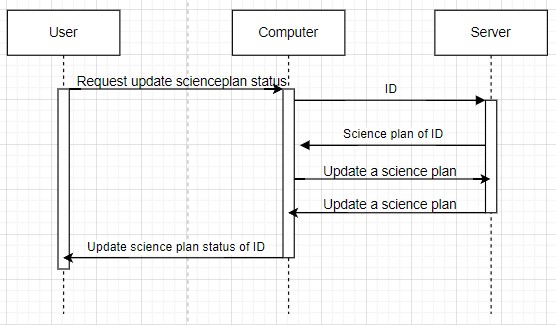 User
Computer
Server
Request update scienceplan status
ID
Science plan of ID
Update a science plan
Update a science plan
Update science plan status of ID